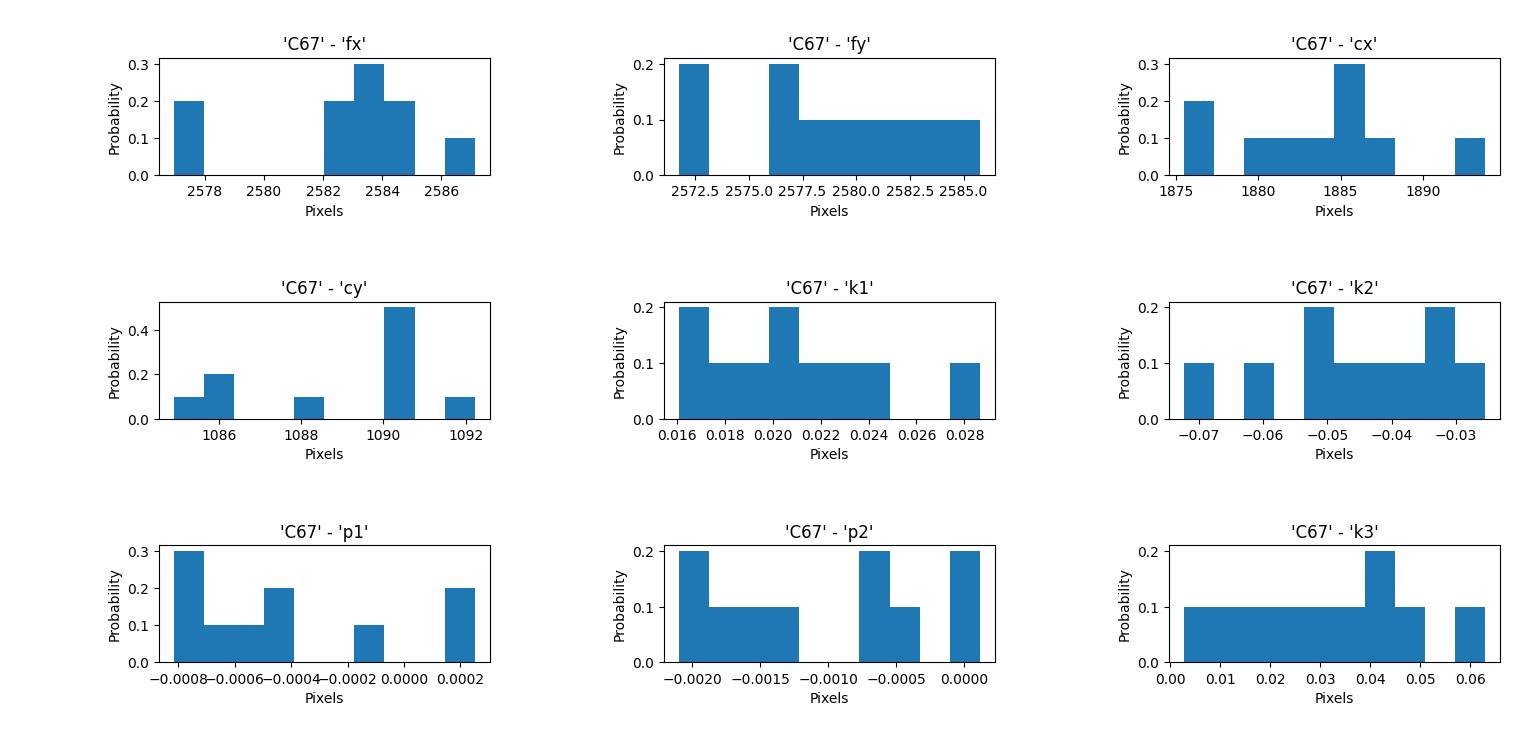 'C67' - 'fx' 'C67' - 'fy' 'C67' - 'cx'
0.3 0.2 0.3
0.2 0.1 0.2
0.1 0.0 0.1
0.0 0.0
Probability Probability Probability
2578 2580 2582 2584 2586 2572.5 2575.0 2577.5 2580.0 2582.5 2585.0 1875 1880 1885 1890
Pixels Pixels Pixels
'C67' - 'cy' 'C67' - 'k1' 'C67' - 'k2'
0.4 0.2 0.2
0.2 0.1 0.1
0.0 0.0 0.0
Probability Probability Probability
1086 1088 1090 1092 0.016 0.018 0.020 0.022 0.024 0.026 0.028 −0.07 −0.06 −0.05 −0.04 −0.03
Pixels Pixels Pixels
'C67' - 'p1' 'C67' - 'p2' 'C67' - 'k3'
0.3 0.2 0.2
0.2 0.1 0.1
0.1 0.0 0.0
0.0
Probability Probability Probability
−0.0008 −0.0006 −0.0004 −0.0002 0.0000 0.0002 −0.0020 −0.0015 −0.0010 −0.0005 0.0000 0.00 0.01 0.02 0.03 0.04 0.05 0.06
Pixels Pixels Pixels